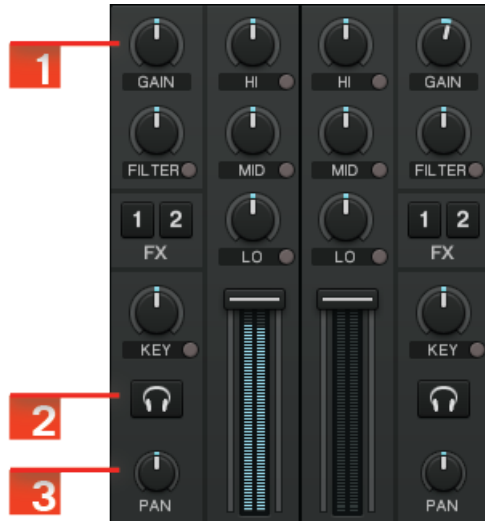 1 GAIN HI HI GAIN
FILTER MID MID FILTER
1 2 LO LO 1 2
FX FX
KEY KEY
2
3 PAN PAN